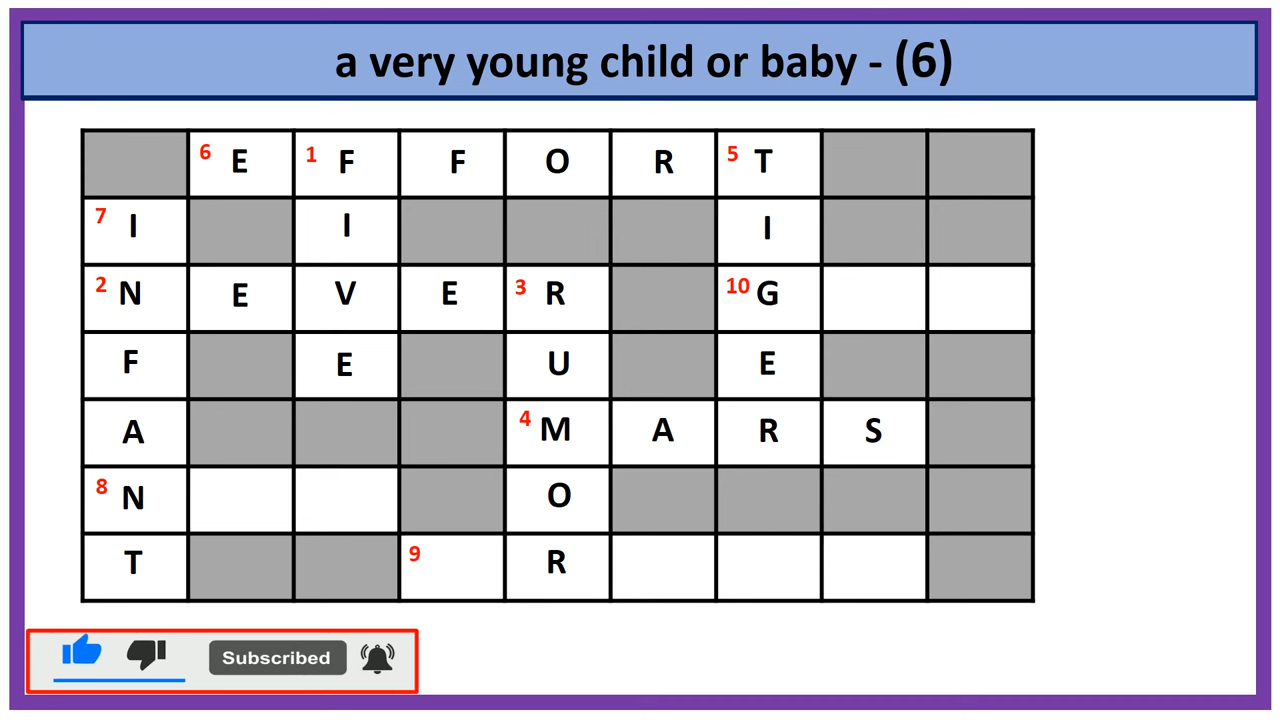 a very young child or baby - (6)
6 E 1 F F O R 5 T
7 I I I
2 N E V E 3 R 10 G
F E U E
A 4 M A R S
8 N O
T 9 R
Subscribed